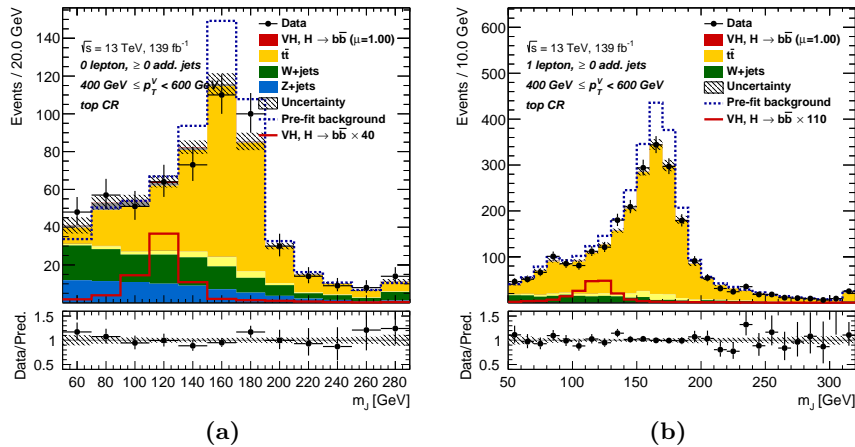 Events / 20.0 GeV
140
120
100
80
60
40
20
√s = 13 TeV, 139 fb⁻¹
0 lepton, ≥ 0 add. jets
400 GeV ≤ p_T^V < 600 GeV
top CR
Data
VH, H → bb̅ (μ=1.00)
tt̅
W+jets
Z+jets
Uncertainty
Pre-fit background
VH, H → bb̅ × 40
Data/Pred.
1.5
1
0.5
60 80 100 120 140 160 180 200 220 240 260 280
m_J [GeV]
(a)
Events / 10.0 GeV
600
500
400
300
200
100
√s = 13 TeV, 139 fb⁻¹
1 lepton, ≥ 0 add. jets
400 GeV ≤ p_T^V < 600 GeV
top CR
Data
VH, H → bb̅ (μ=1.00)
tt̅
W+jets
Uncertainty
Pre-fit background
VH, H → bb̅ × 110
Data/Pred.
1.5
1
0.5
50 100 150 200 250 300
m_J [GeV]
(b)